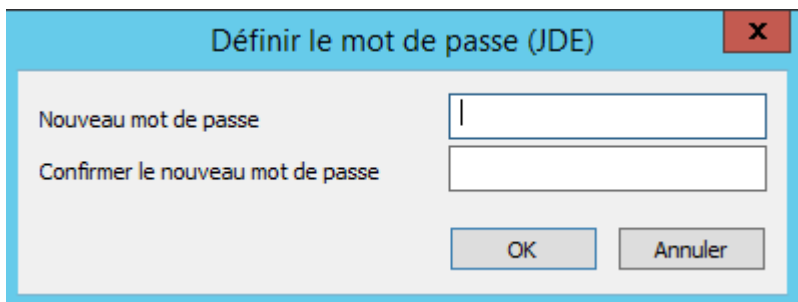 Définir le mot de passe (JDE)
x
Nouveau mot de passe
Confirmer le nouveau mot de passe
OK Annuler